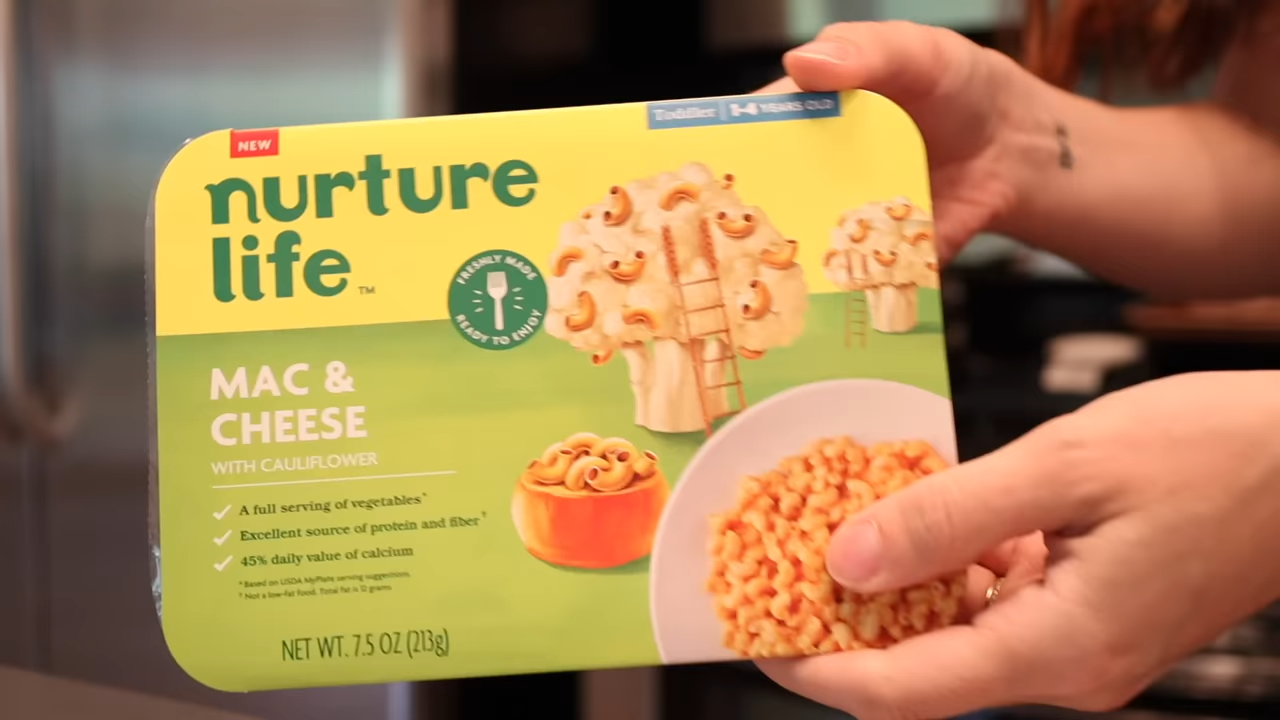 NEW
Toddler | 1-4 YEARS OLD
nurture
life™
FRESHLY MADE
READY TO ENJOY
MAC &
CHEESE
WITH CAULIFLOWER
A full serving of vegetables*
Excellent source of protein and fiber†
45% daily value of calcium
* Based on USDA MyPlate serving suggestions.
† Not a low-fat food. Total fat is 12 grams
NET WT. 7.5 OZ (213g)